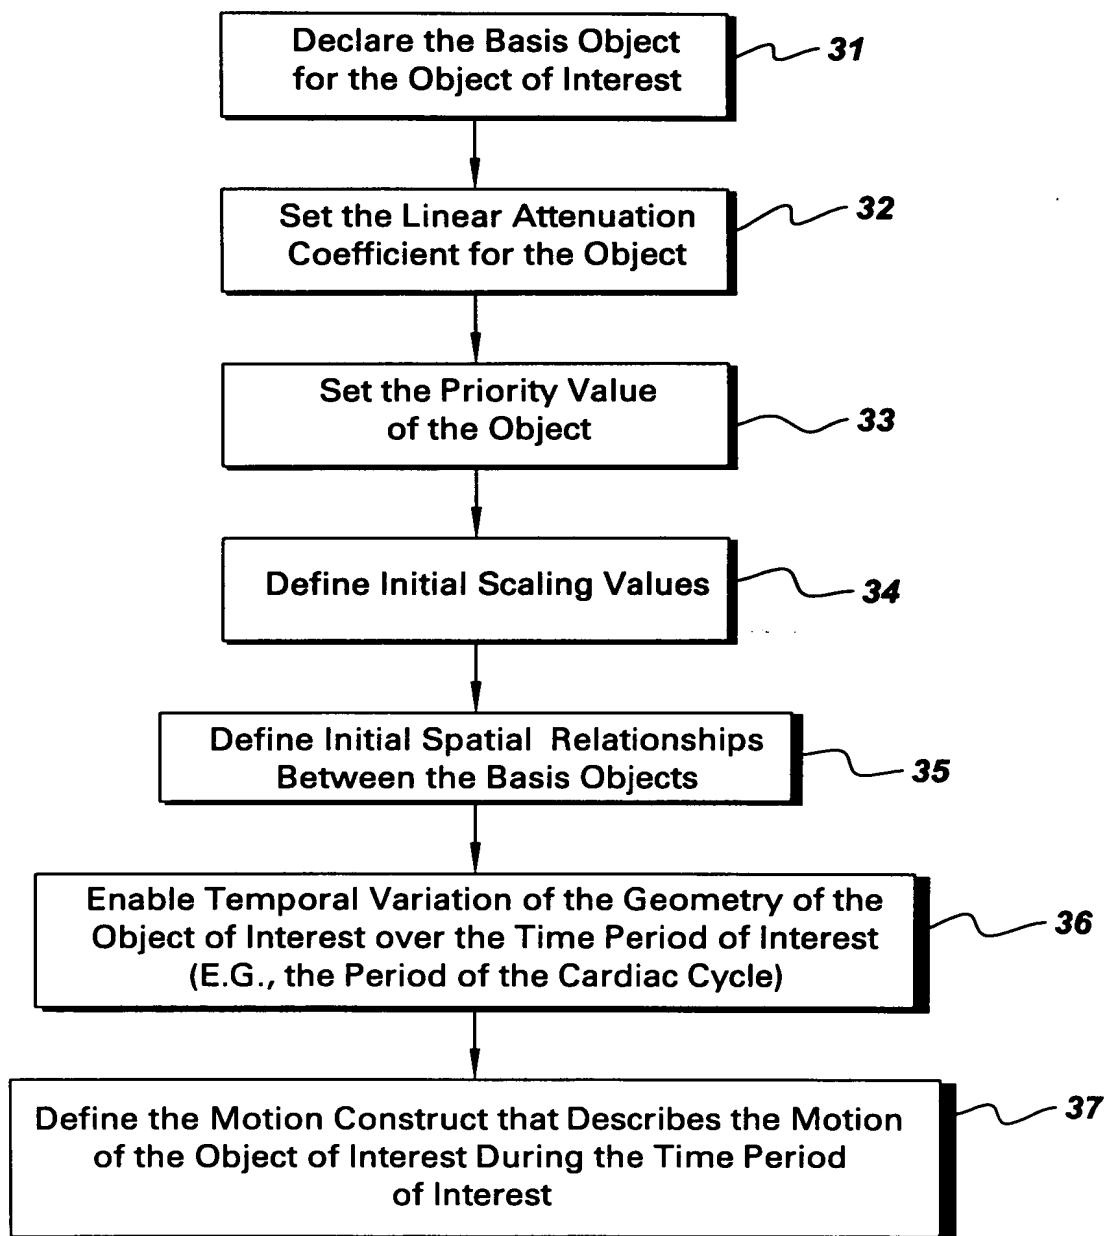 Declare the Basis Object
for the Object of Interest
31
Set the Linear Attenuation
Coefficient for the Object
32
Set the Priority Value
of the Object
33
Define Initial Scaling Values
34
Define Initial Spatial Relationships
Between the Basis Objects
35
Enable Temporal Variation of the Geometry of the
Object of Interest over the Time Period of Interest
(E.G., the Period of the Cardiac Cycle)
36
Define the Motion Construct that Describes the Motion
of the Object of Interest During the Time Period
of Interest
37